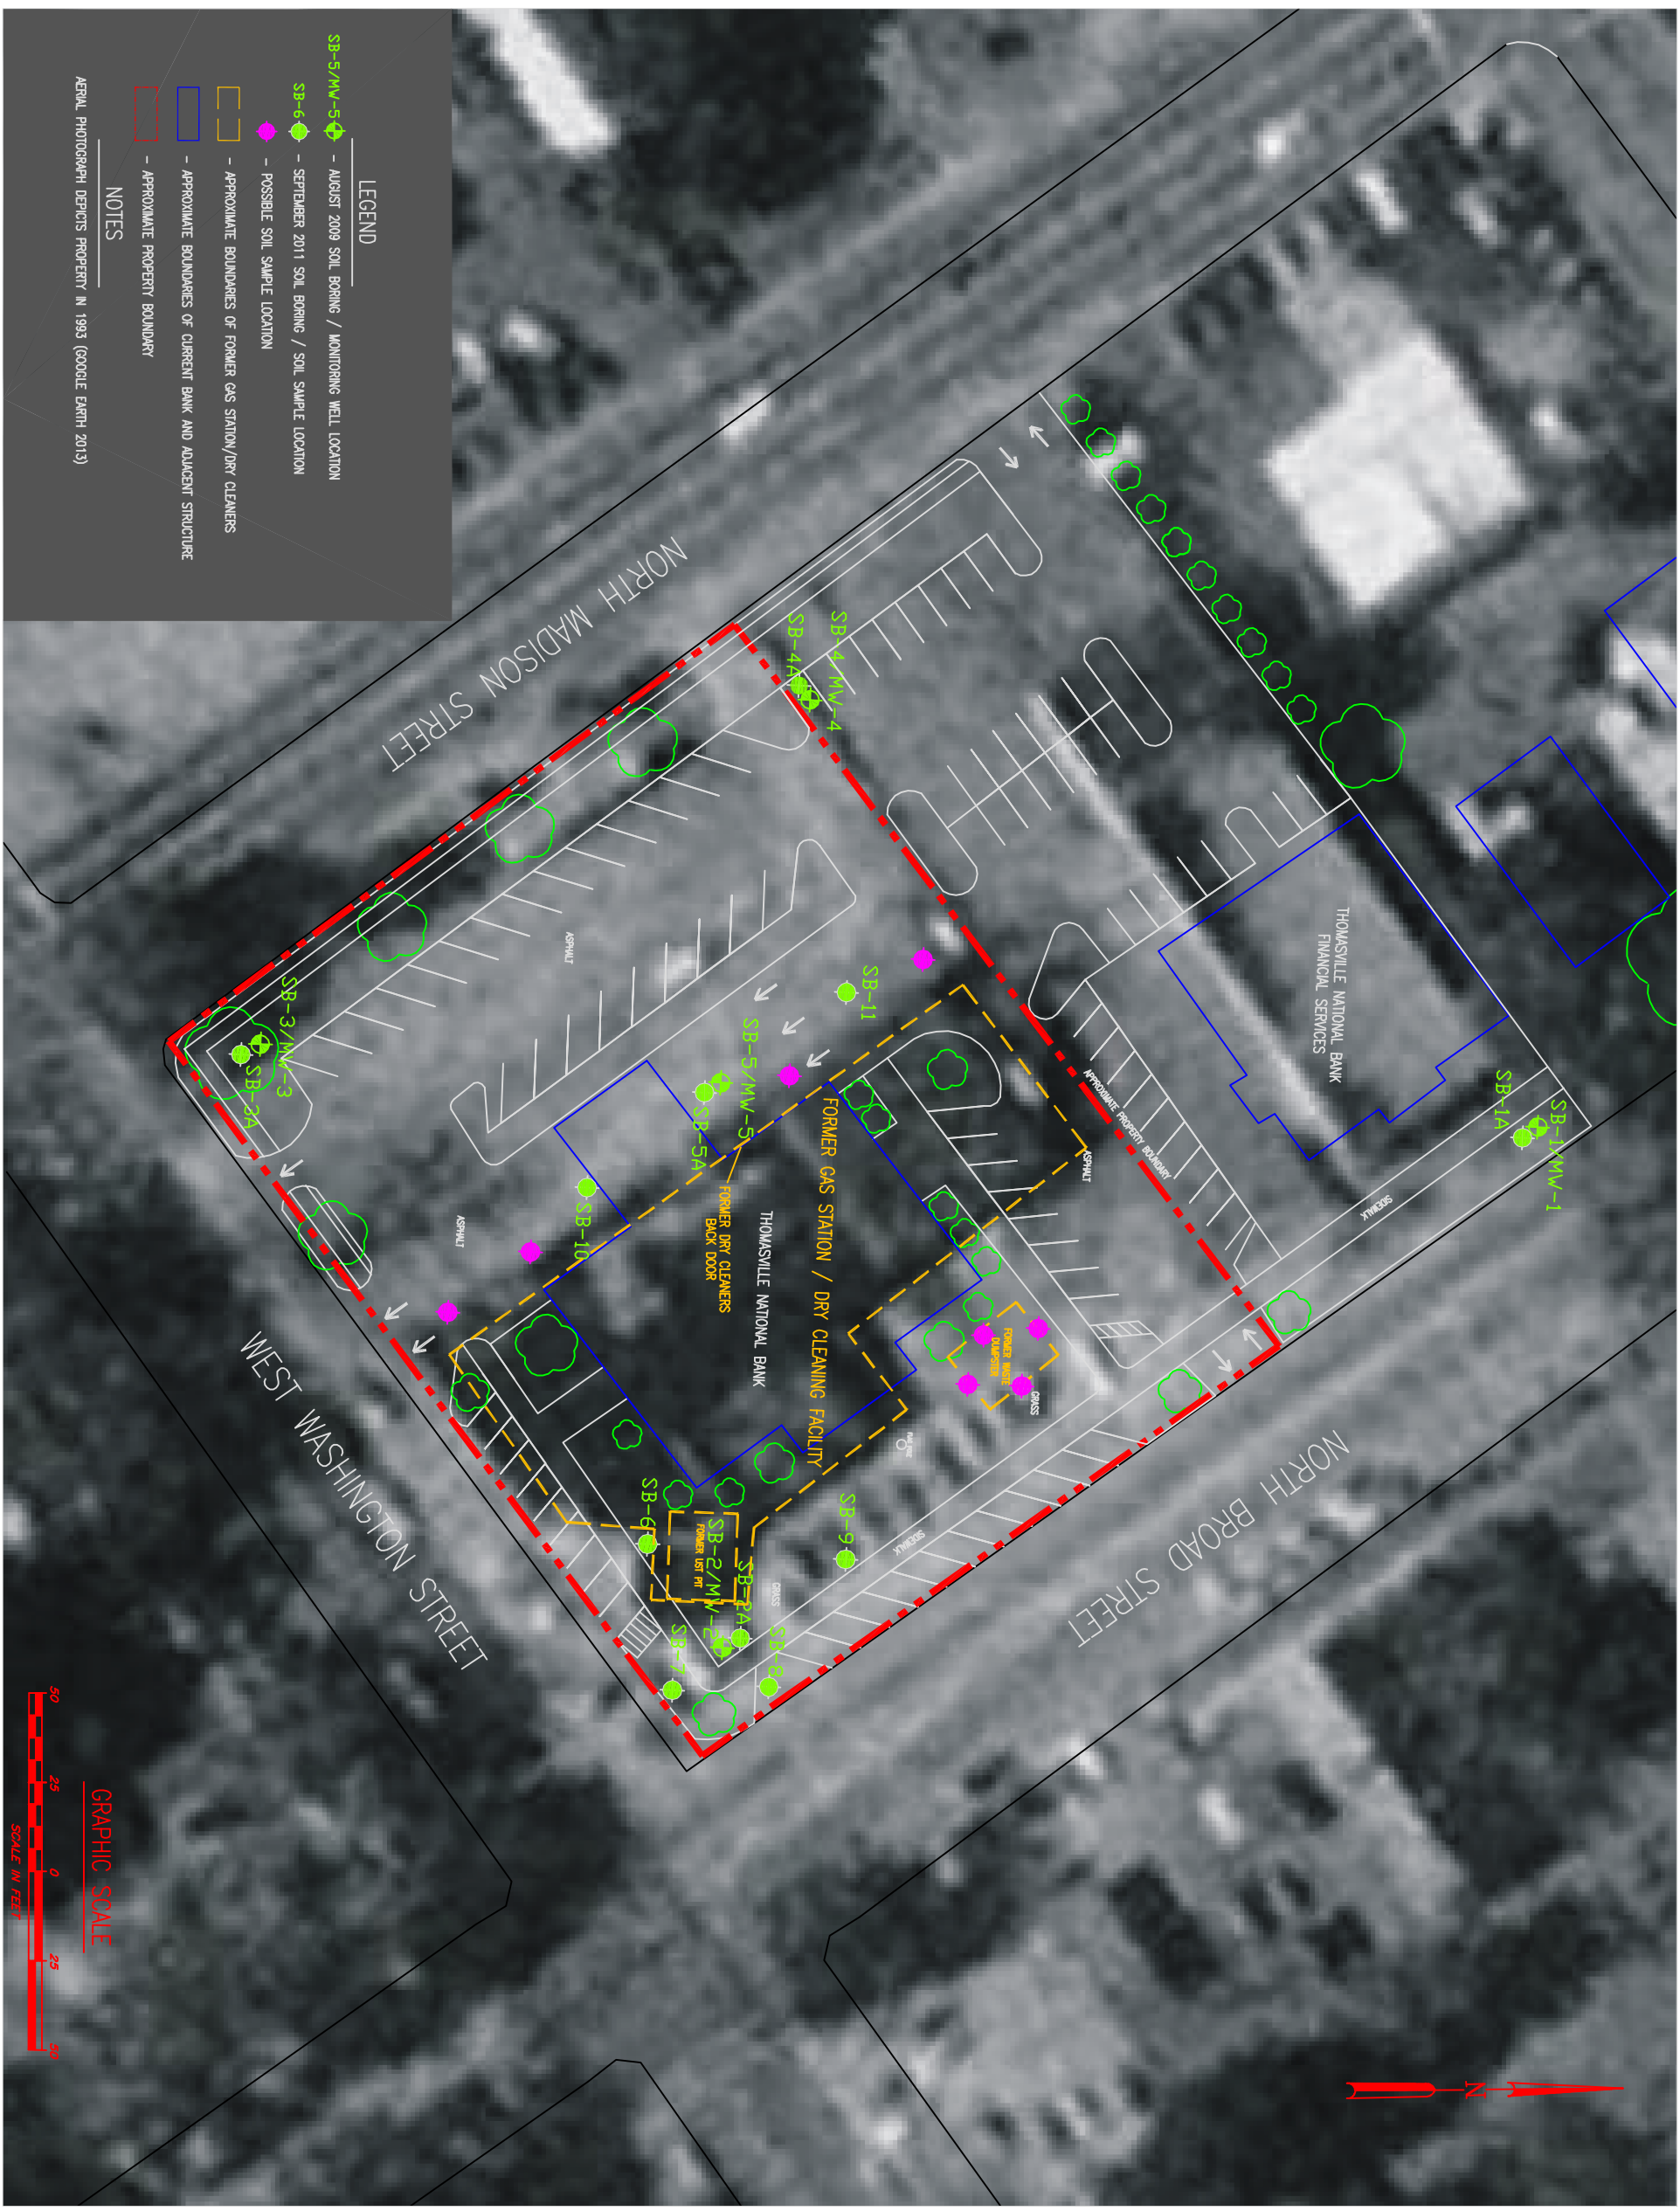 LEGEND
SB-5/MW-5 - AUGUST 2009 SOIL BORING / MONITORING WELL LOCATION
SB-6 - SEPTEMBER 2011 SOIL BORING / SOIL SAMPLE LOCATION
- POSSIBLE SOIL SAMPLE LOCATION
- APPROXIMATE BOUNDARIES OF FORMER GAS STATION/DRY CLEANERS
- APPROXIMATE BOUNDARIES OF CURRENT BANK AND ADJACENT STRUCTURE
- APPROXIMATE PROPERTY BOUNDARY
NOTES
AERIAL PHOTOGRAPH DEPICTS PROPERTY IN 1993 (GOOGLE EARTH 2013)
NORTH MADISON STREET
SB-4/MW-4
SB-4A
THOMASVILLE NATIONAL BANK
FINANCIAL SERVICES
SB-1/MW-1
SB-1A
SIDEWALK
APPROXIMATE PROPERTY BOUNDARY
ASPHALT
ASPHALT
SB-11
SB-5/MW-5
SB-5A
SB-3/MW-3
SB-3A
FORMER GAS STATION / DRY CLEANING FACILITY
THOMASVILLE NATIONAL BANK
FORMER DRY CLEANERS
BACK DOOR
SB-10
ASPHALT
FORMER WASTE
DUMPSTER
GRASS
NORTH BROAD STREET
WEST WASHINGTON STREET
SB-9
SIDEWALK
SB-6
FORMER UST PIT
SB-2/MW-2
SB-2A
GRASS
SB-8
SB-7
GRAPHIC SCALE
50 25 0 25 50
SCALE IN FEET
N